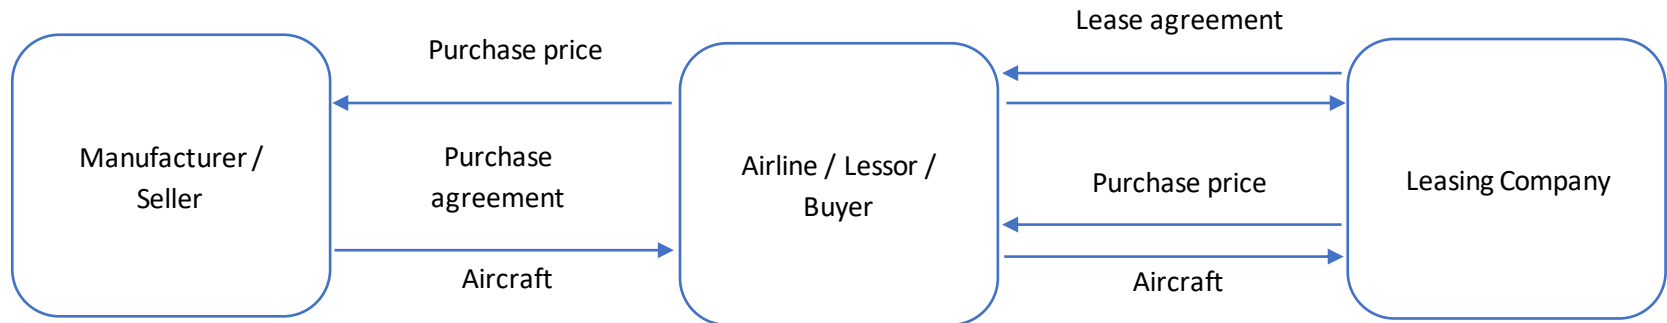 Lease agreement
Purchase price
Manufacturer /
Seller
Purchase
agreement
Airline / Lessor /
Buyer
Purchase price
Leasing Company
Aircraft
Aircraft